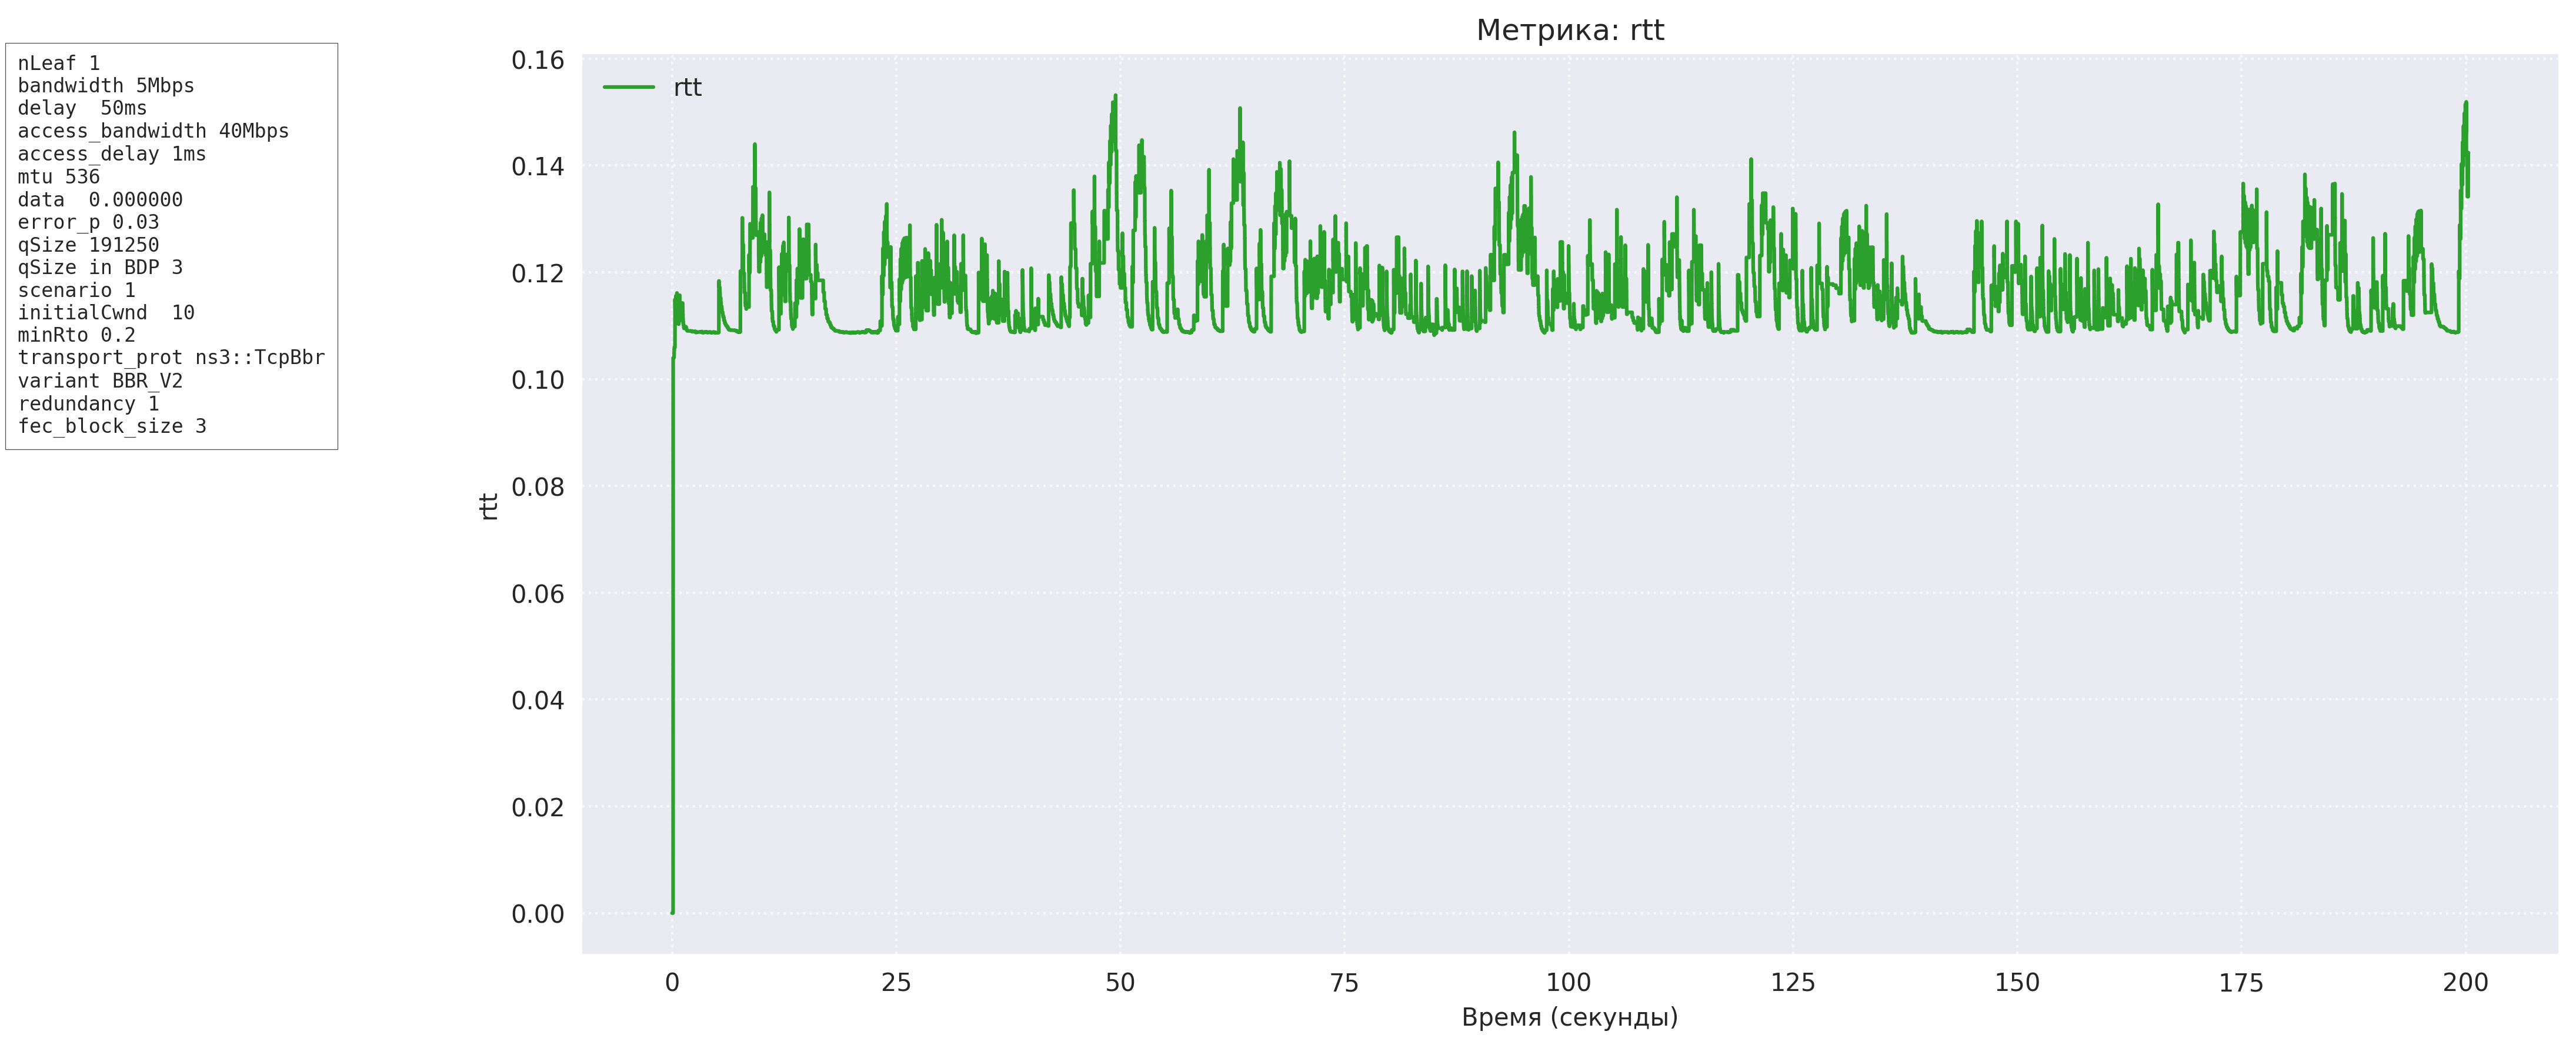 Метрика: rtt
nLeaf 1
bandwidth 5Mbps
delay  50ms
access_bandwidth 40Mbps
access_delay 1ms
mtu 536
data  0.000000
error_p 0.03
qSize 191250
qSize in BDP 3
scenario 1
initialCwnd  10
minRto 0.2
transport_prot ns3::TcpBbr
variant BBR_V2
redundancy 1
fec_block_size 3
rtt
rtt
0.16
0.14
0.12
0.10
0.08
0.06
0.04
0.02
0.00
0 25 50 75 100 125 150 175 200
Время (секунды)